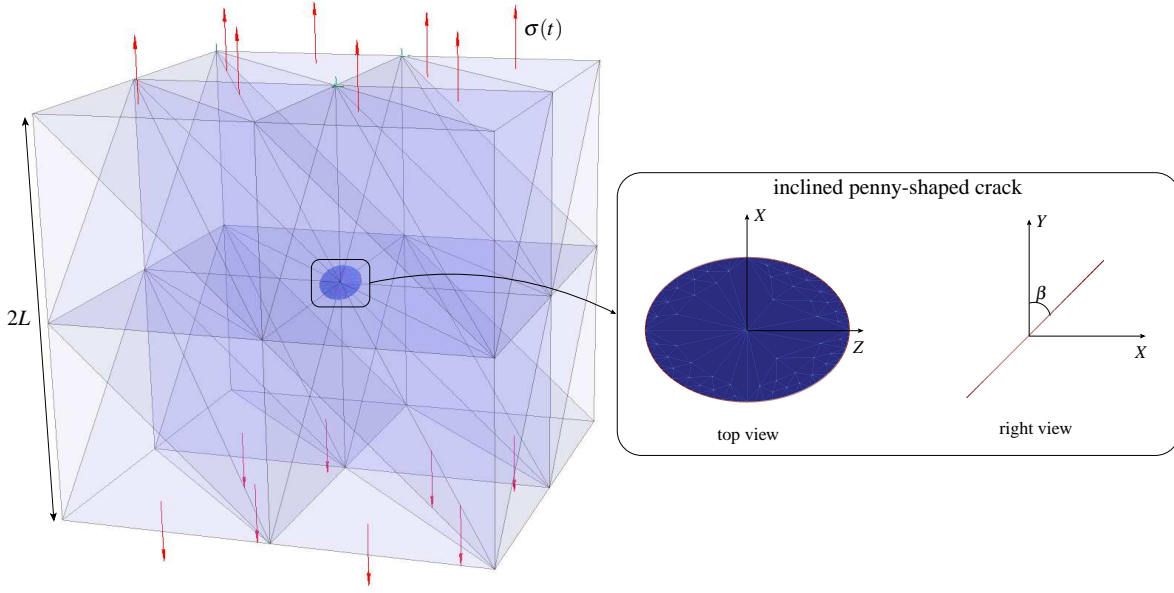 σ(t)
2L
inclined penny-shaped crack
X
Z
top view
Y
β
X
right view